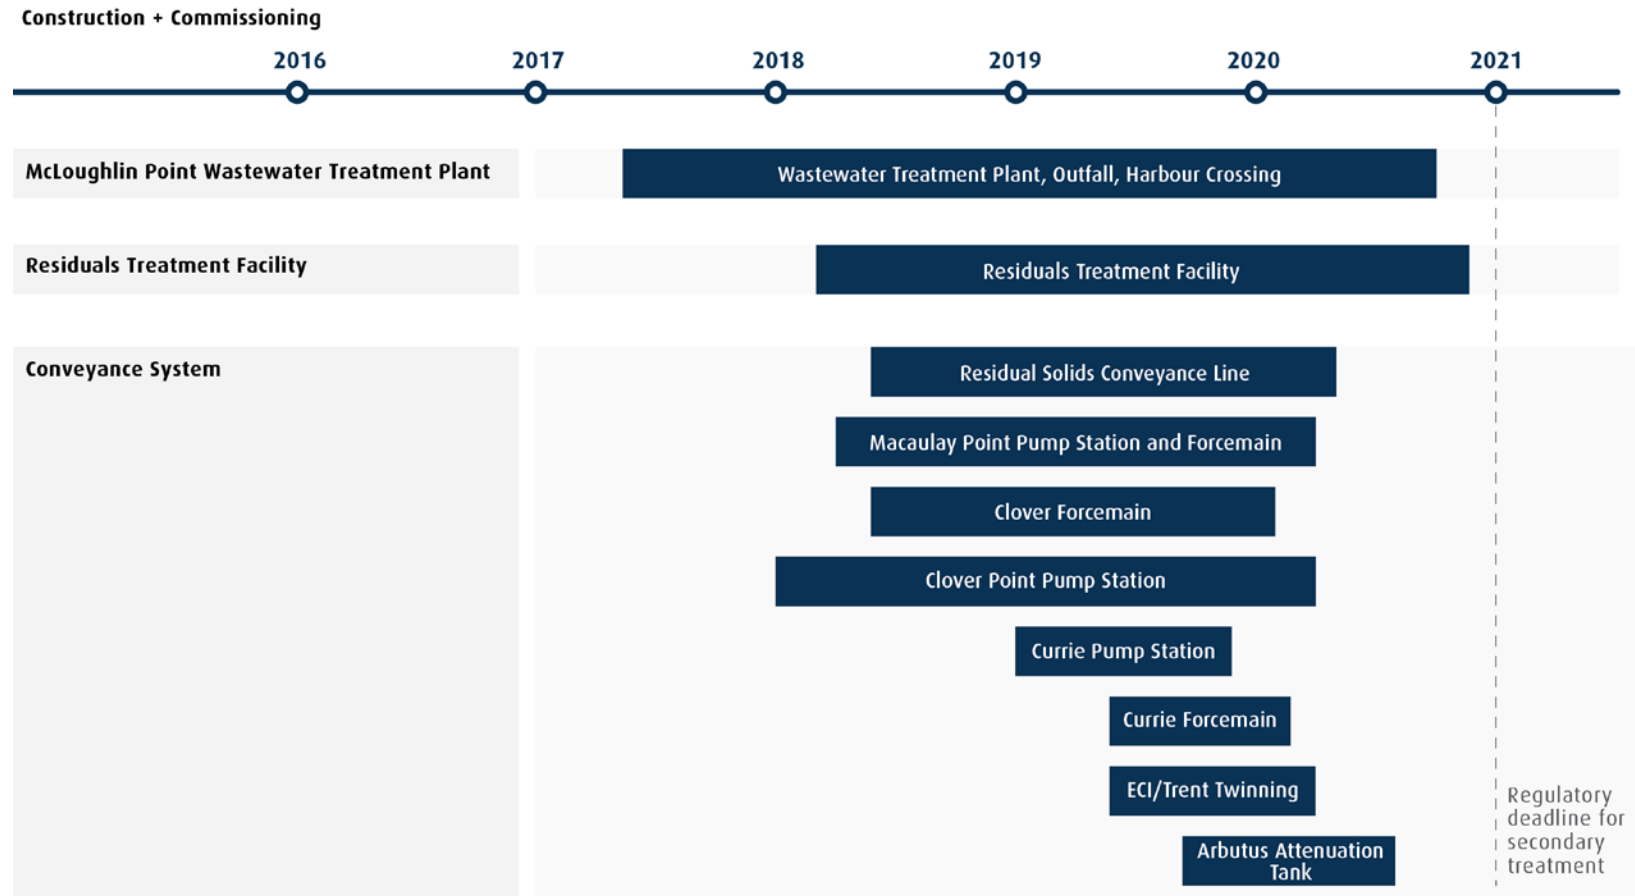 Construction + Commissioning
2016 2017 2018 2019 2020 2021
McLoughlin Point Wastewater Treatment Plant
Wastewater Treatment Plant, Outfall, Harbour Crossing
Residuals Treatment Facility
Residuals Treatment Facility
Conveyance System
Residual Solids Conveyance Line
Macaulay Point Pump Station and Forcemain
Clover Forcemain
Clover Point Pump Station
Currie Pump Station
Currie Forcemain
ECI/Trent Twinning
Arbutus Attenuation
Tank
Regulatory
deadline for
secondary
treatment